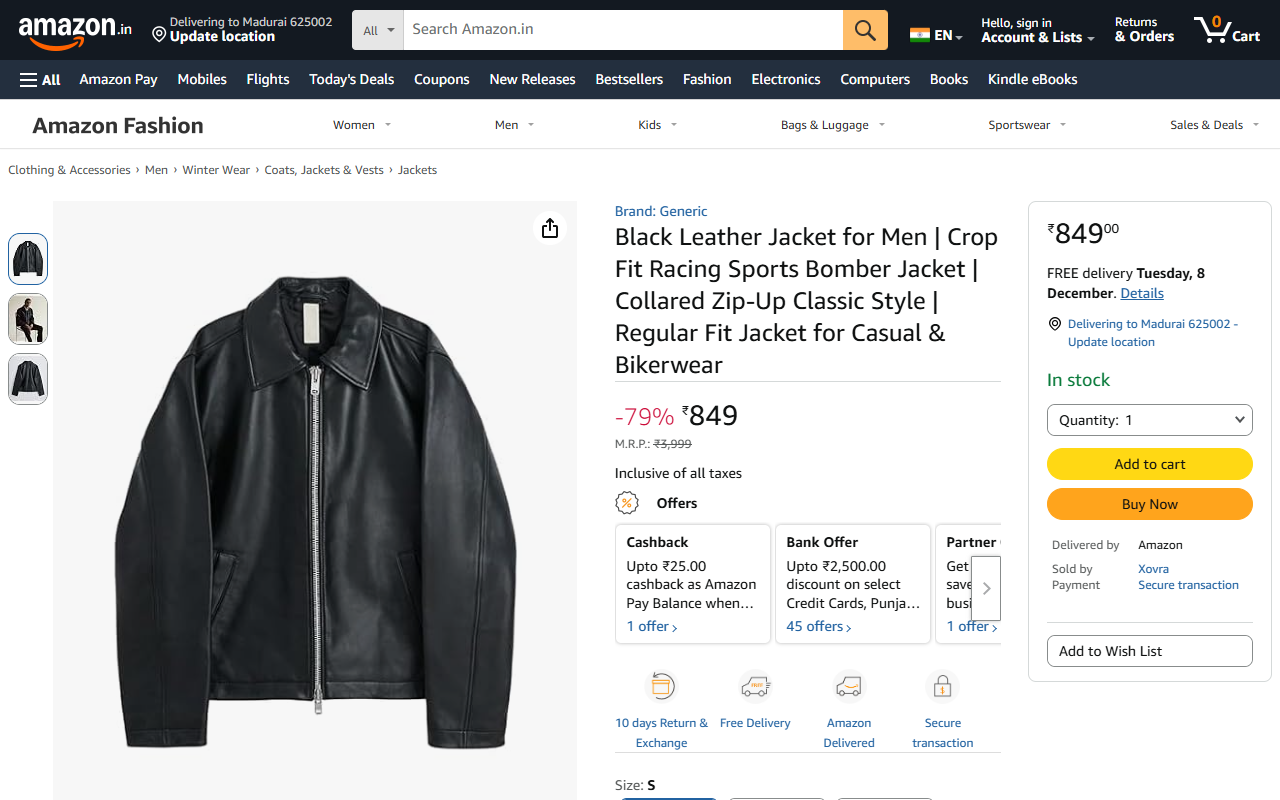 amazon.in
Delivering to Madurai 625002
Update location
All
Search Amazon.in
EN
Hello, sign in
Account & Lists
Returns
& Orders
0
Cart
All
Amazon Pay
Mobiles
Flights
Today's Deals
Coupons
New Releases
Bestsellers
Fashion
Electronics
Computers
Books
Kindle eBooks
Amazon Fashion
Women
Men
Kids
Bags & Luggage
Sportswear
Sales & Deals
Clothing & Accessories › Men › Winter Wear › Coats, Jackets & Vests › Jackets
Brand: Generic
Black Leather Jacket for Men | Crop
Fit Racing Sports Bomber Jacket |
Collared Zip-Up Classic Style |
Regular Fit Jacket for Casual &
Bikerwear
-79% ₹849
M.R.P.: ₹3,999
Inclusive of all taxes
Offers
Cashback
Upto ₹25.00
cashback as Amazon
Pay Balance when…
1 offer ›
Bank Offer
Upto ₹2,500.00
discount on select
Credit Cards, Punja…
45 offers ›
Partner
Get
save
busi
1 offer ›
FREE
10 days Return &
Exchange
Free Delivery
Amazon
Delivered
Secure
transaction
Size: S
₹84900
FREE delivery Tuesday, 8
December. Details
Delivering to Madurai 625002 -
Update location
In stock
Quantity: 1
Add to cart
Buy Now
Delivered by Amazon
Sold by Xovra
Payment Secure transaction
Add to Wish List